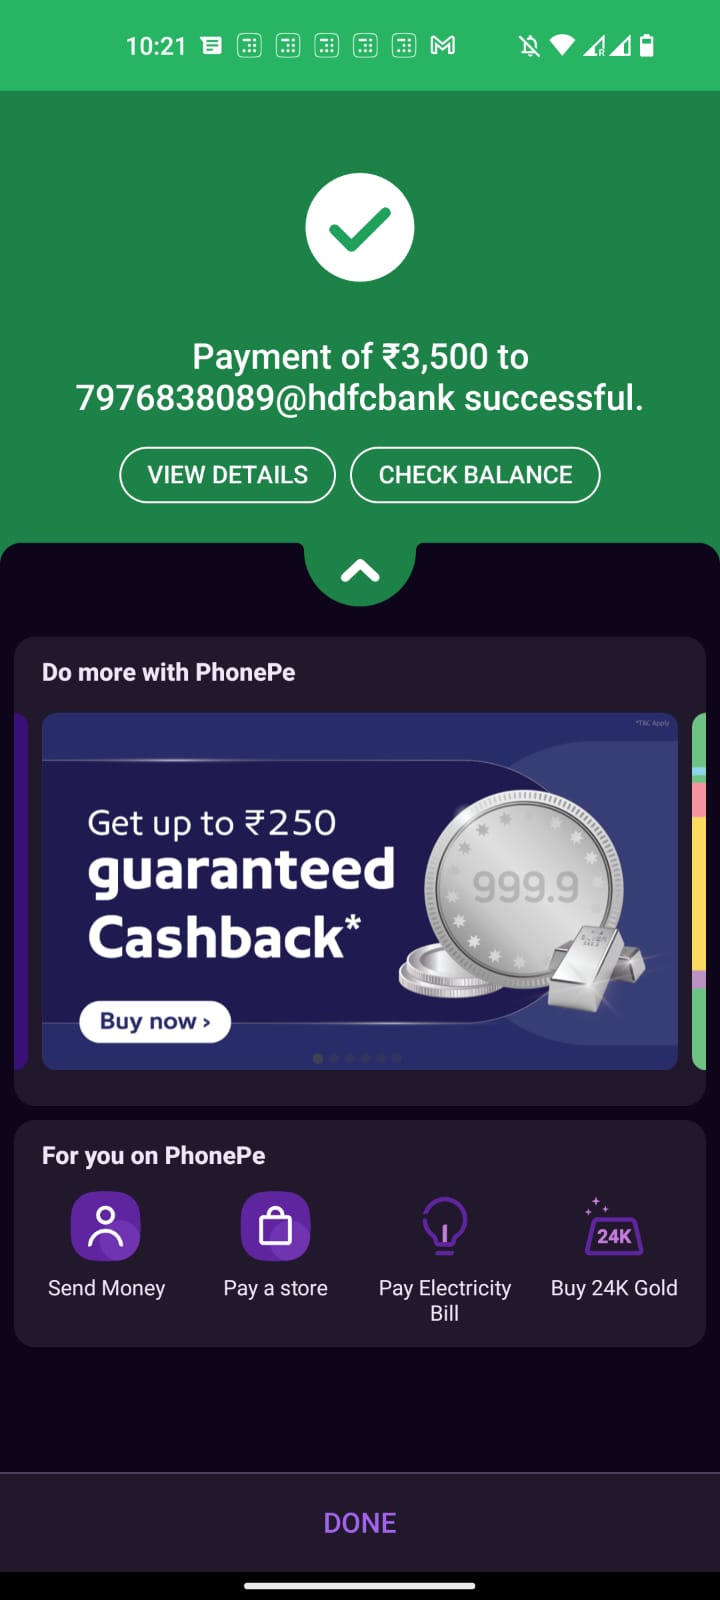 10:21
Payment of ₹3,500 to
7976838089@hdfcbank successful.
VIEW DETAILS
CHECK BALANCE
Do more with PhonePe
*T&C Apply
Get up to ₹250
guaranteed
Cashback*
999.9
Buy now ›
For you on PhonePe
24K
Send Money
Pay a store
Pay Electricity
Bill
Buy 24K Gold
DONE